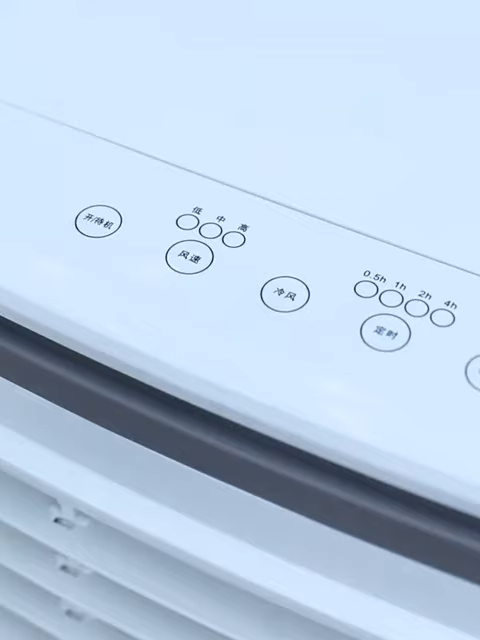 开/待机
低 中 高
风速
冷风
0.5h 1h 2h 4h
定时